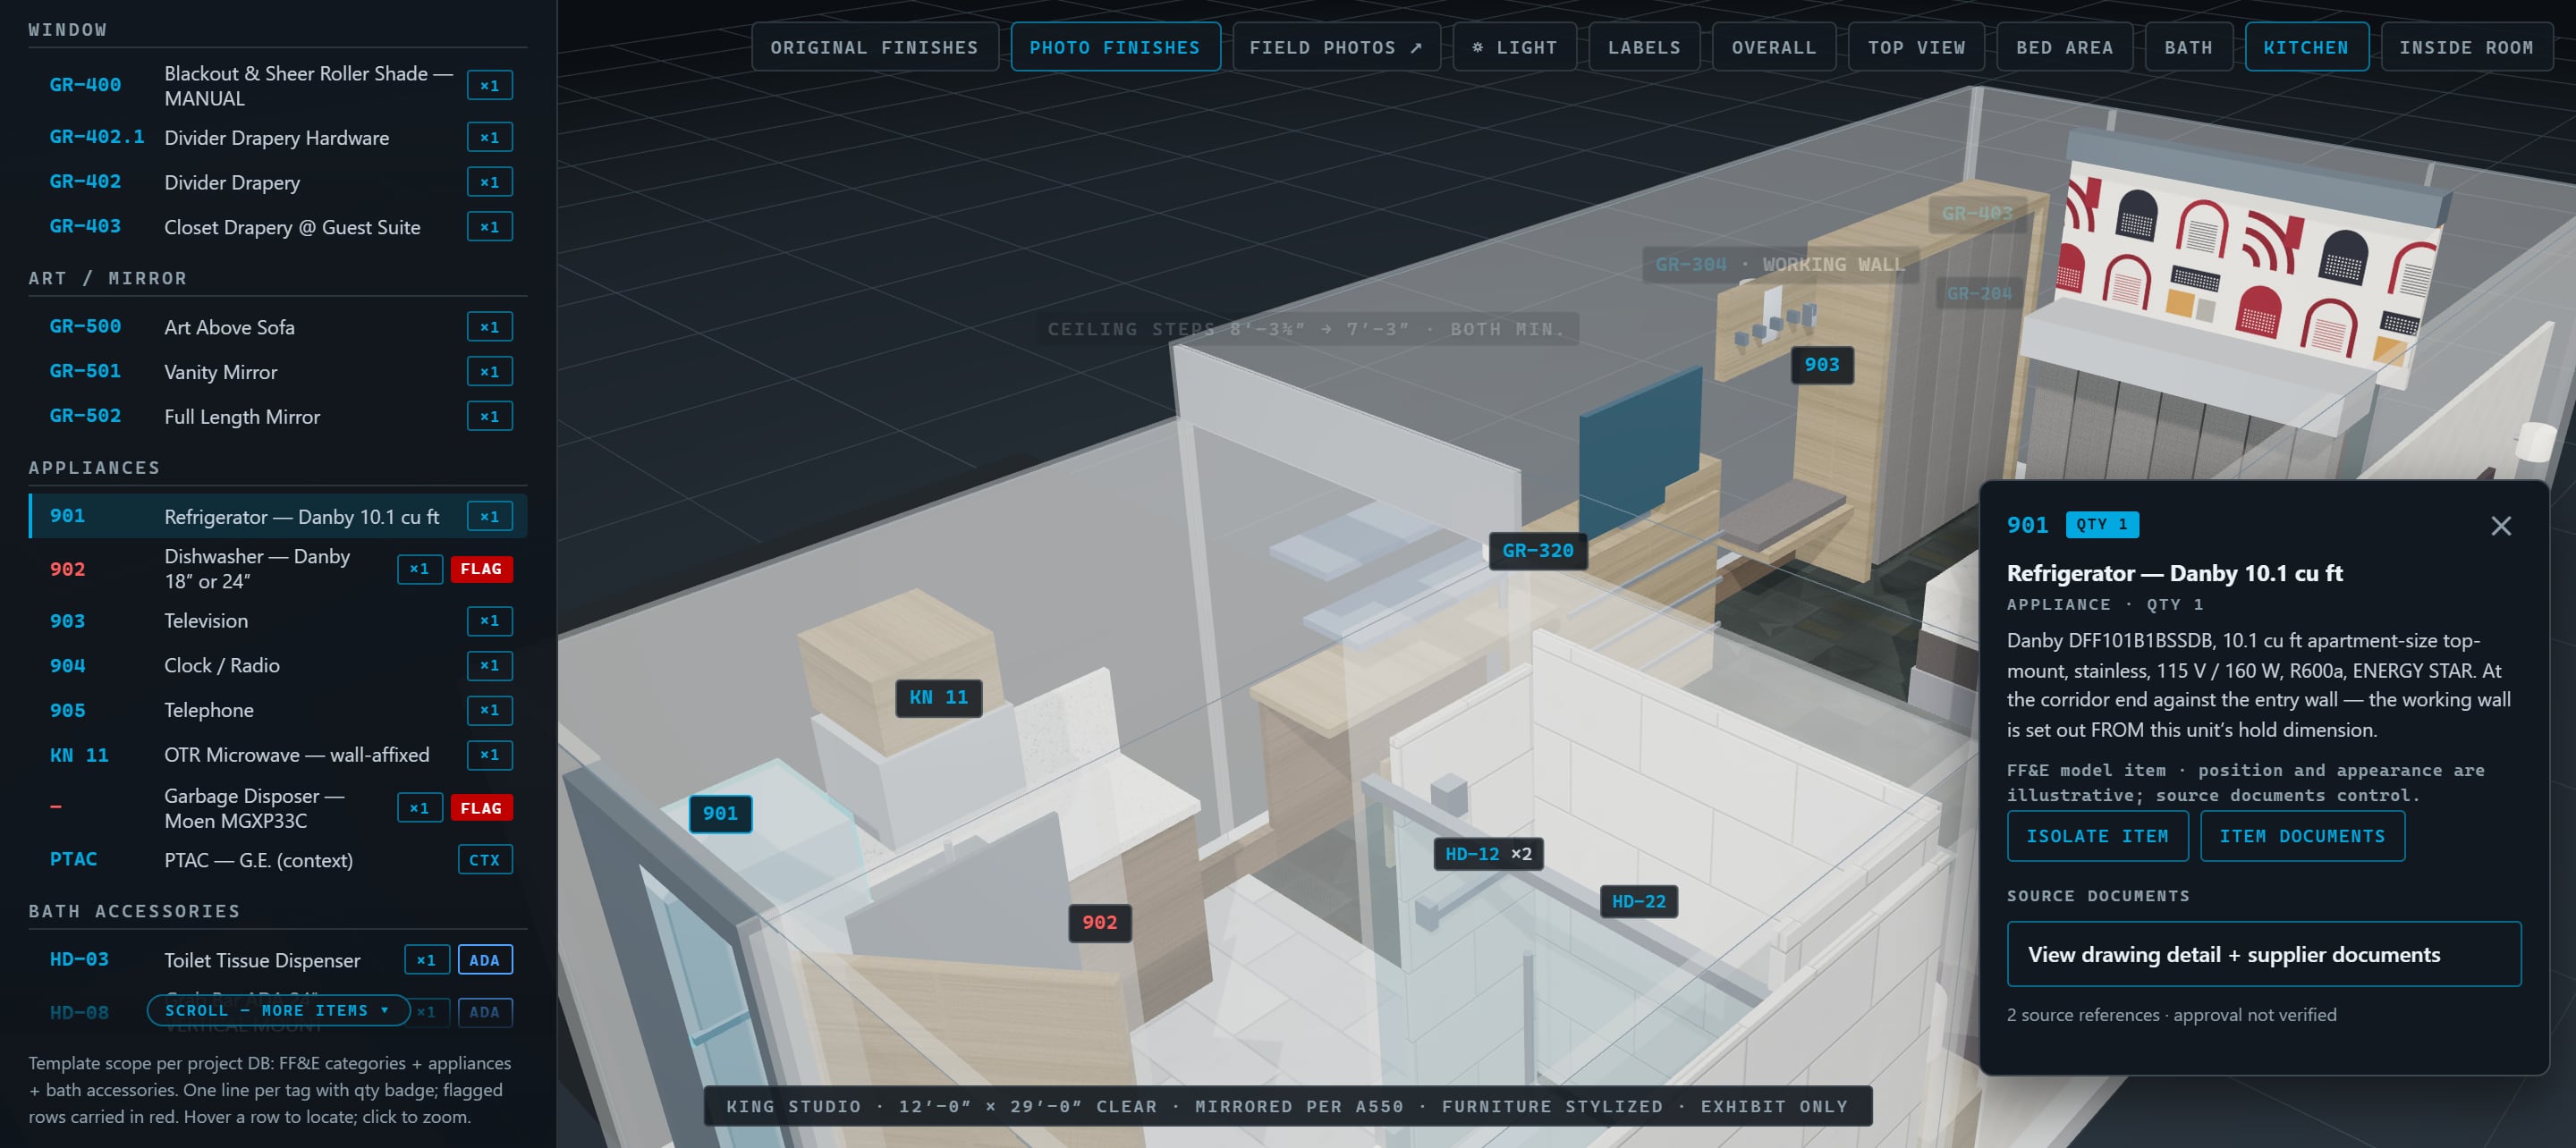 WINDOW
GR-400 Blackout & Sheer Roller Shade — ×1
MANUAL
GR-402.1 Divider Drapery Hardware ×1
GR-402 Divider Drapery ×1
GR-403 Closet Drapery @ Guest Suite ×1
ART / MIRROR
GR-500 Art Above Sofa ×1
GR-501 Vanity Mirror ×1
GR-502 Full Length Mirror ×1
APPLIANCES
901 Refrigerator — Danby 10.1 cu ft ×1
902 Dishwasher — Danby ×1 FLAG
18″ or 24″
903 Television ×1
904 Clock / Radio ×1
905 Telephone ×1
KN 11 OTR Microwave — wall-affixed ×1
— Garbage Disposer — ×1 FLAG
Moen MGXP33C
PTAC PTAC — G.E. (context) CTX
BATH ACCESSORIES
HD-03 Toilet Tissue Dispenser ×1 ADA
HD-08 Grab Bar ADA 24″ ×1 ADA
VERTICAL MOUNT
SCROLL — MORE ITEMS ▾
Template scope per project DB: FF&E categories + appliances
+ bath accessories. One line per tag with qty badge; flagged
rows carried in red. Hover a row to locate; click to zoom.
ORIGINAL FINISHES PHOTO FINISHES FIELD PHOTOS ↗ ☼ LIGHT LABELS OVERALL TOP VIEW BED AREA BATH KITCHEN INSIDE ROOM
GR-403
GR-304 · WORKING WALL
GR-204
CEILING STEPS 8′-3¾″ → 7′-3″ · BOTH MIN.
903
GR-320
KN 11
901
HD-12 ×2
HD-22
902
901 QTY 1
Refrigerator — Danby 10.1 cu ft
APPLIANCE · QTY 1
Danby DFF101B1BSSDB, 10.1 cu ft apartment-size top-
mount, stainless, 115 V / 160 W, R600a, ENERGY STAR. At
the corridor end against the entry wall — the working wall
is set out FROM this unit’s hold dimension.
FF&E model item · position and appearance are
illustrative; source documents control.
ISOLATE ITEM ITEM DOCUMENTS
SOURCE DOCUMENTS
View drawing detail + supplier documents
2 source references · approval not verified
KING STUDIO · 12′-0″ × 29′-0″ CLEAR · MIRRORED PER A550 · FURNITURE STYLIZED · EXHIBIT ONLY